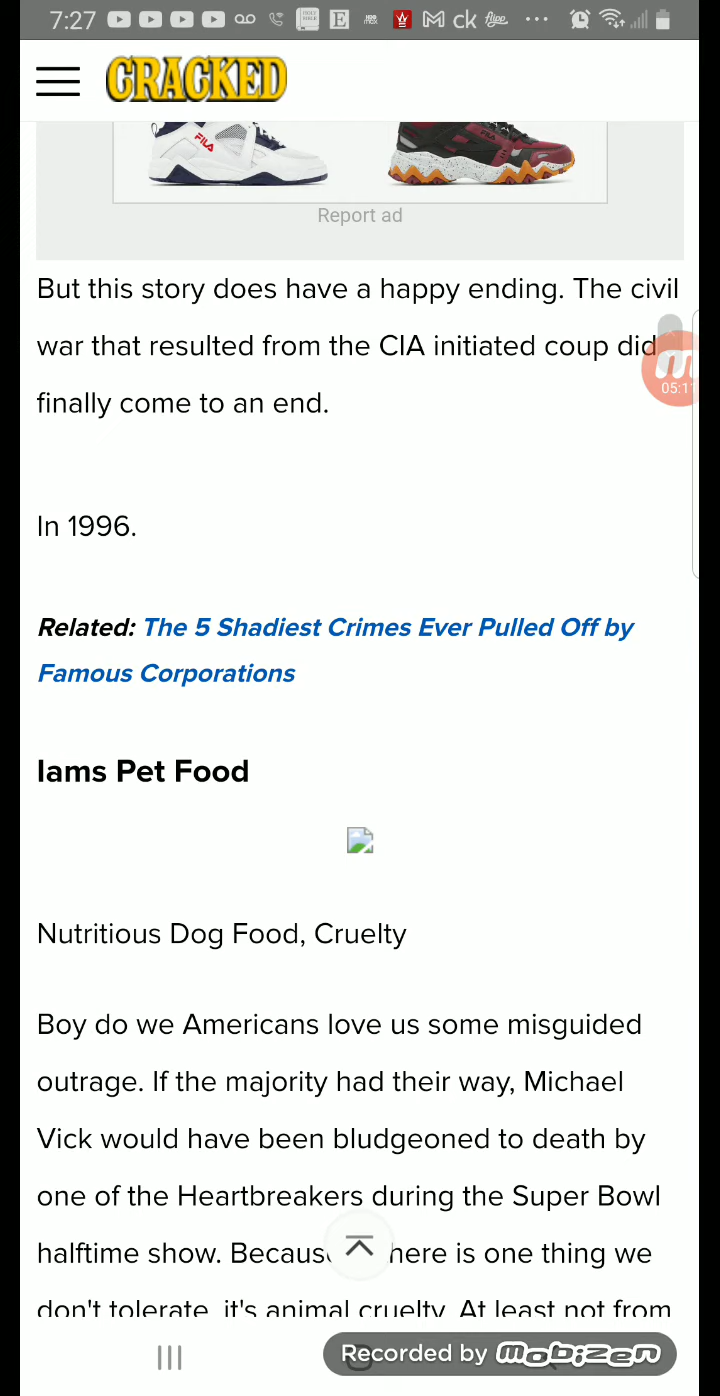 7:27
CRACKED
FILA
FILA
Report ad
But this story does have a happy ending. The civil
war that resulted from the CIA initiated coup did
finally come to an end.
05:11
In 1996.
Related: The 5 Shadiest Crimes Ever Pulled Off by
Famous Corporations
Iams Pet Food
Nutritious Dog Food, Cruelty
Boy do we Americans love us some misguided
outrage. If the majority had their way, Michael
Vick would have been bludgeoned to death by
one of the Heartbreakers during the Super Bowl
halftime show. Becaus here is one thing we
don't tolerate, it's animal cruelty. At least not from
Recorded by Mobizen